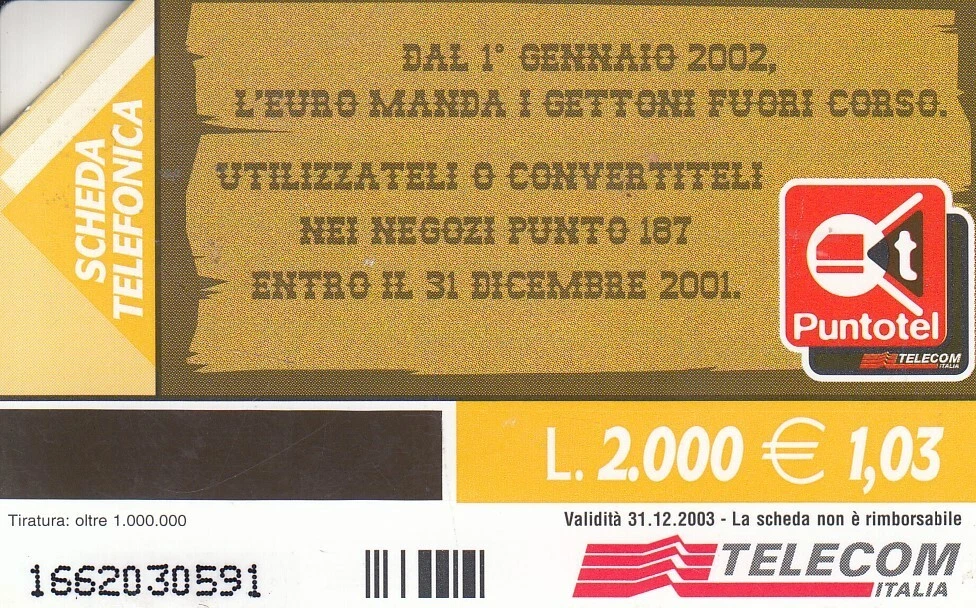 SCHEDA
TELEFONICA
DAL 1° GENNAIO 2002,
L'EURO MANDA I GETTONI FUORI CORSO.
UTILIZZATELI O CONVERTITELI
NEI NEGOZI PUNTO 187
ENTRO IL 31 DICEMBRE 2001.
t
Puntotel
TELECOM
ITALIA
L. 2.000 € 1,03
Tiratura: oltre 1.000.000
Validità 31.12.2003 - La scheda non è rimborsabile
1662030591
TELECOM
ITALIA